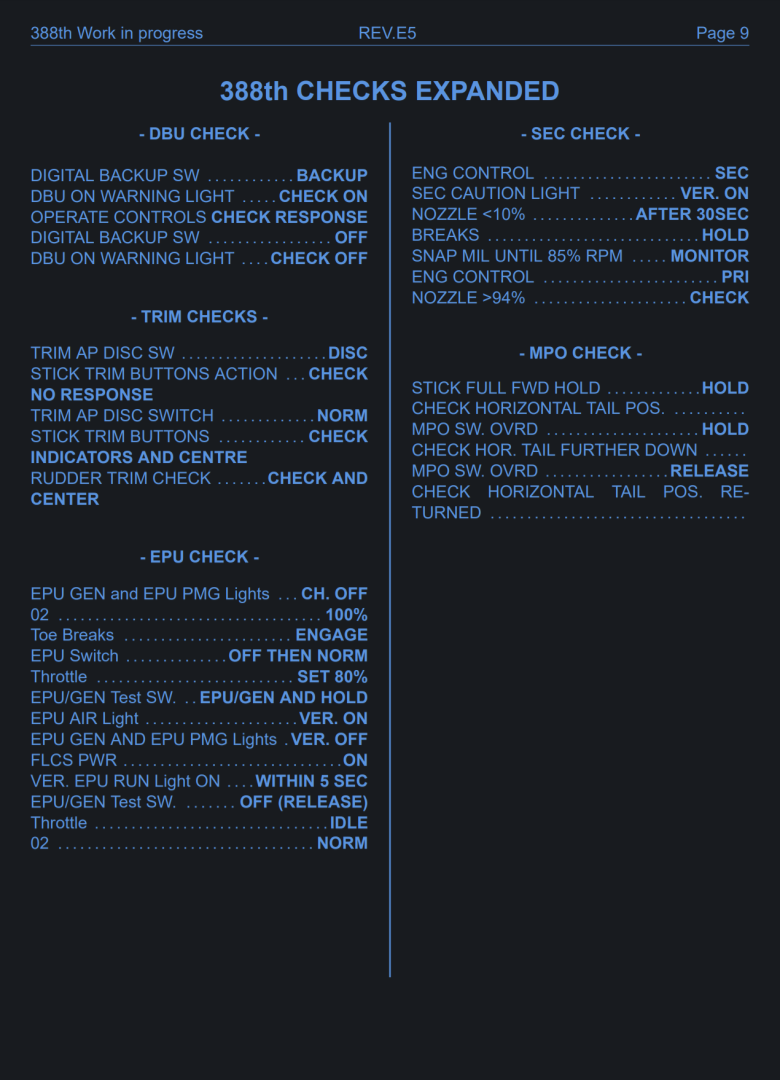 388th Work in progress REV.E5 Page 9
388th CHECKS EXPANDED
- DBU CHECK -
DIGITAL BACKUP SW ............ BACKUP
DBU ON WARNING LIGHT ..... CHECK ON
OPERATE CONTROLS CHECK RESPONSE
DIGITAL BACKUP SW ................. OFF
DBU ON WARNING LIGHT .... CHECK OFF
- TRIM CHECKS -
TRIM AP DISC SW .................... DISC
STICK TRIM BUTTONS ACTION ... CHECK
NO RESPONSE
TRIM AP DISC SWITCH ............. NORM
STICK TRIM BUTTONS ............ CHECK
INDICATORS AND CENTRE
RUDDER TRIM CHECK ....... CHECK AND
CENTER
- EPU CHECK -
EPU GEN and EPU PMG Lights ... CH. OFF
02 .................................... 100%
Toe Breaks ....................... ENGAGE
EPU Switch .............. OFF THEN NORM
Throttle ........................... SET 80%
EPU/GEN Test SW. .. EPU/GEN AND HOLD
EPU AIR Light ..................... VER. ON
EPU GEN AND EPU PMG Lights . VER. OFF
FLCS PWR .............................. ON
VER. EPU RUN Light ON .... WITHIN 5 SEC
EPU/GEN Test SW. ....... OFF (RELEASE)
Throttle ................................ IDLE
02 ................................... NORM
- SEC CHECK -
ENG CONTROL ....................... SEC
SEC CAUTION LIGHT ............ VER. ON
NOZZLE <10% .............. AFTER 30SEC
BREAKS ............................. HOLD
SNAP MIL UNTIL 85% RPM ..... MONITOR
ENG CONTROL ........................ PRI
NOZZLE >94% ..................... CHECK
- MPO CHECK -
STICK FULL FWD HOLD ............. HOLD
CHECK HORIZONTAL TAIL POS. ..........
MPO SW. OVRD ..................... HOLD
CHECK HOR. TAIL FURTHER DOWN ......
MPO SW. OVRD ................. RELEASE
CHECK HORIZONTAL TAIL POS. RE-
TURNED ...................................